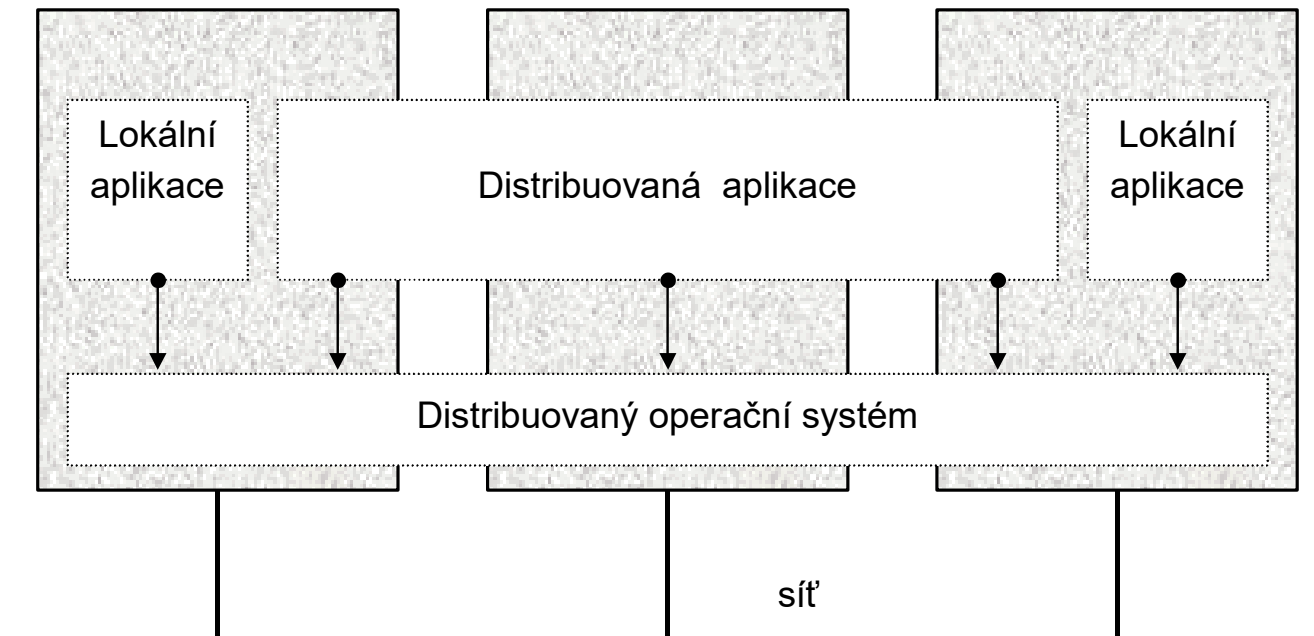 Lokální
aplikace
Distribuovaná  aplikace
Lokální
aplikace
Distribuovaný operační systém
síť